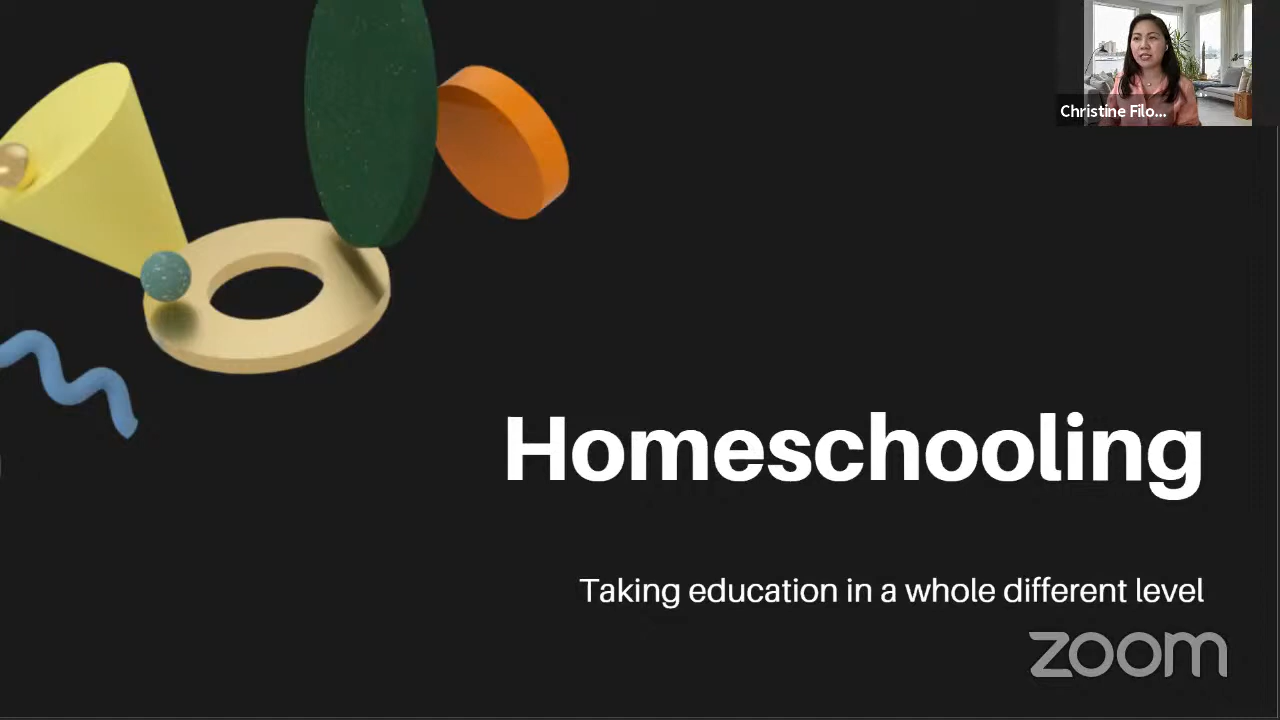 Christine Filo...
Homeschooling
Taking education in a whole different level
zoom